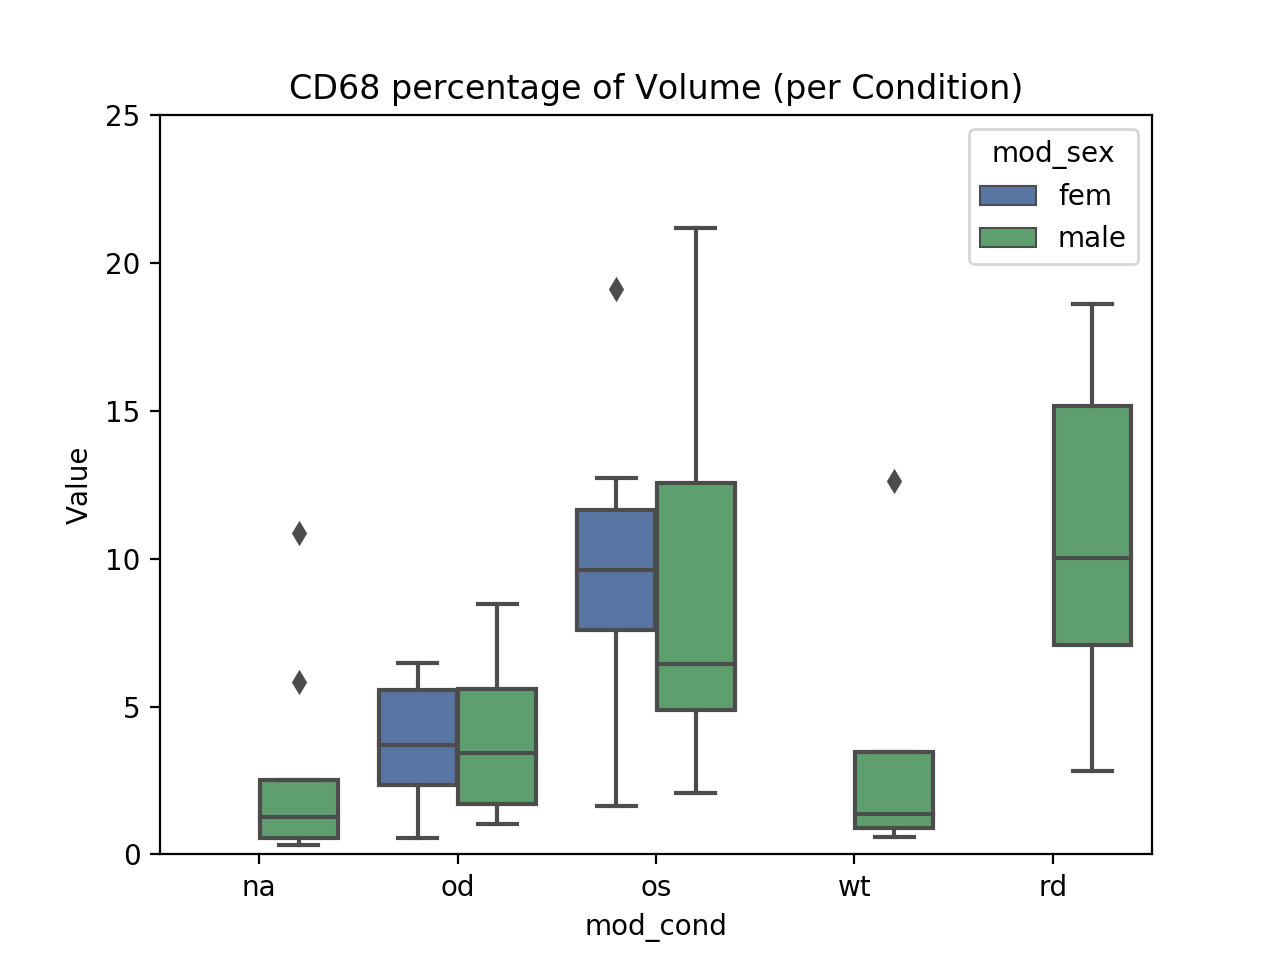 CD68 percentage of Volume (per Condition)
25
20
15
10
5
0
Value
mod_sex
fem
male
na od os wt rd
mod_cond